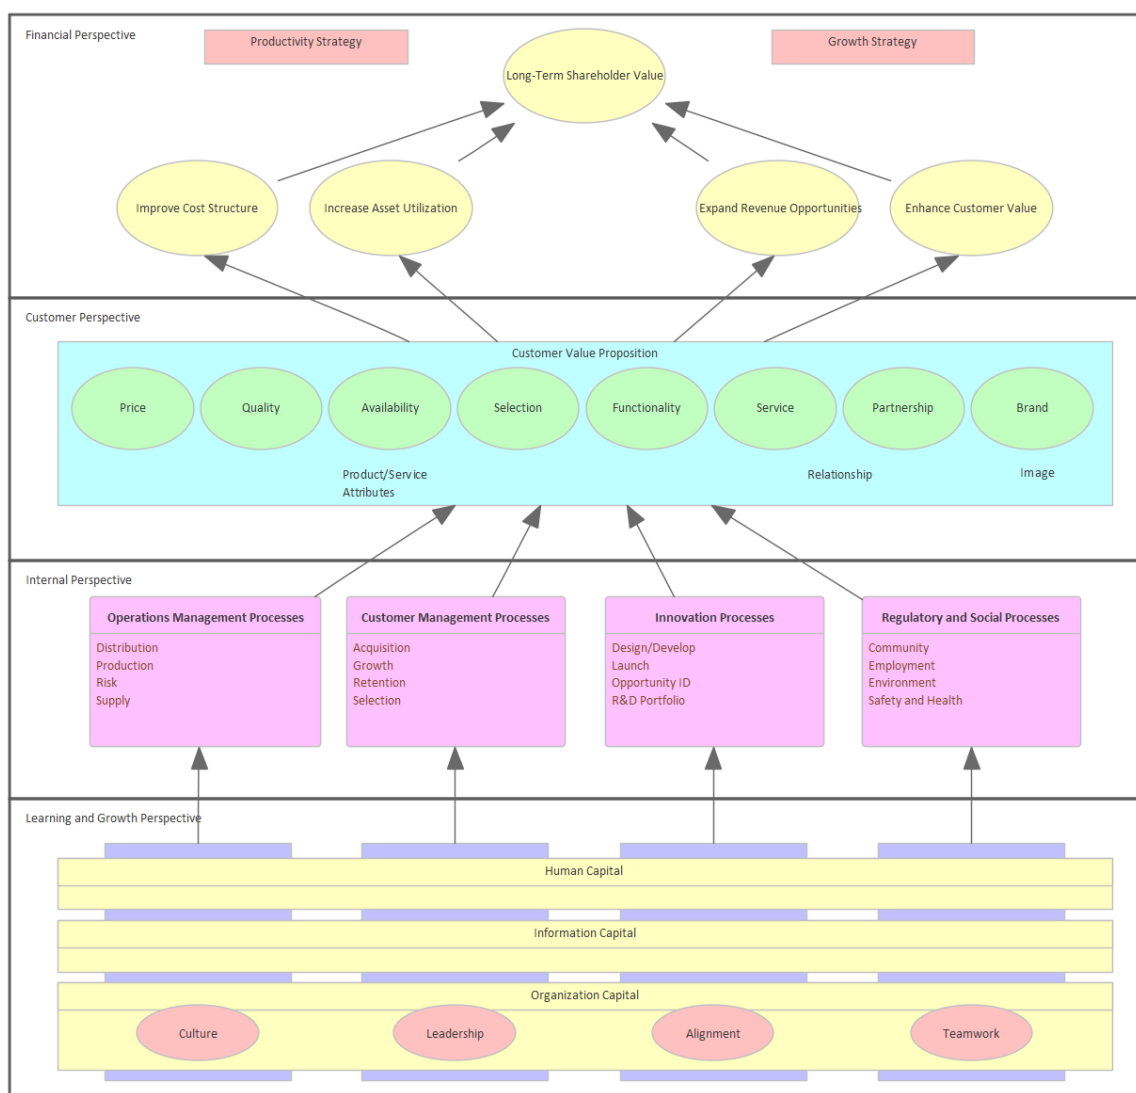 Financial Perspective
Productivity Strategy
Growth Strategy
Long-Term Shareholder Value
Improve Cost Structure
Increase Asset Utilization
Expand Revenue Opportunities
Enhance Customer Value
Customer Perspective
Customer Value Proposition
Price
Quality
Availability
Selection
Functionality
Service
Partnership
Brand
Product/Service
Attributes
Relationship
Image
Internal Perspective
Operations Management Processes
Distribution
Production
Risk
Supply
Customer Management Processes
Acquisition
Growth
Retention
Selection
Innovation Processes
Design/Develop
Launch
Opportunity ID
R&D Portfolio
Regulatory and Social Processes
Community
Employment
Environment
Safety and Health
Learning and Growth Perspective
Human Capital
Information Capital
Organization Capital
Culture
Leadership
Alignment
Teamwork